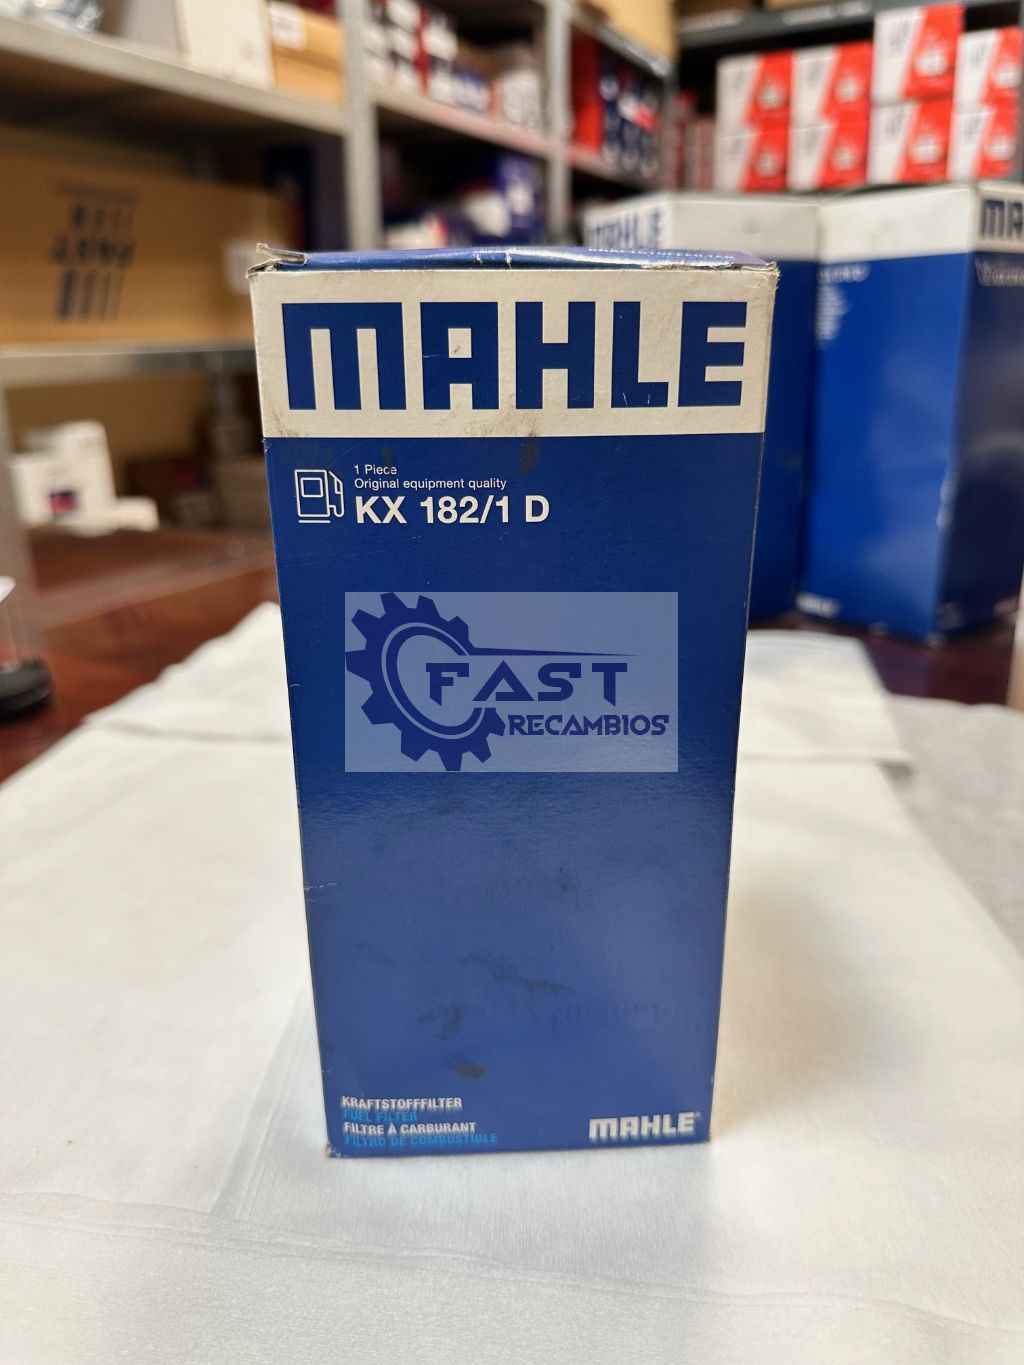 MAHLE
1 Piece
Original equipment quality
KX 182/1 D
FAST
RECAMBIOS
KRAFTSTOFFFILTER
FUEL FILTER
FILTRE À CARBURANT
FILTRO DE COMBUSTIBLE
MAHLE
MAHLE